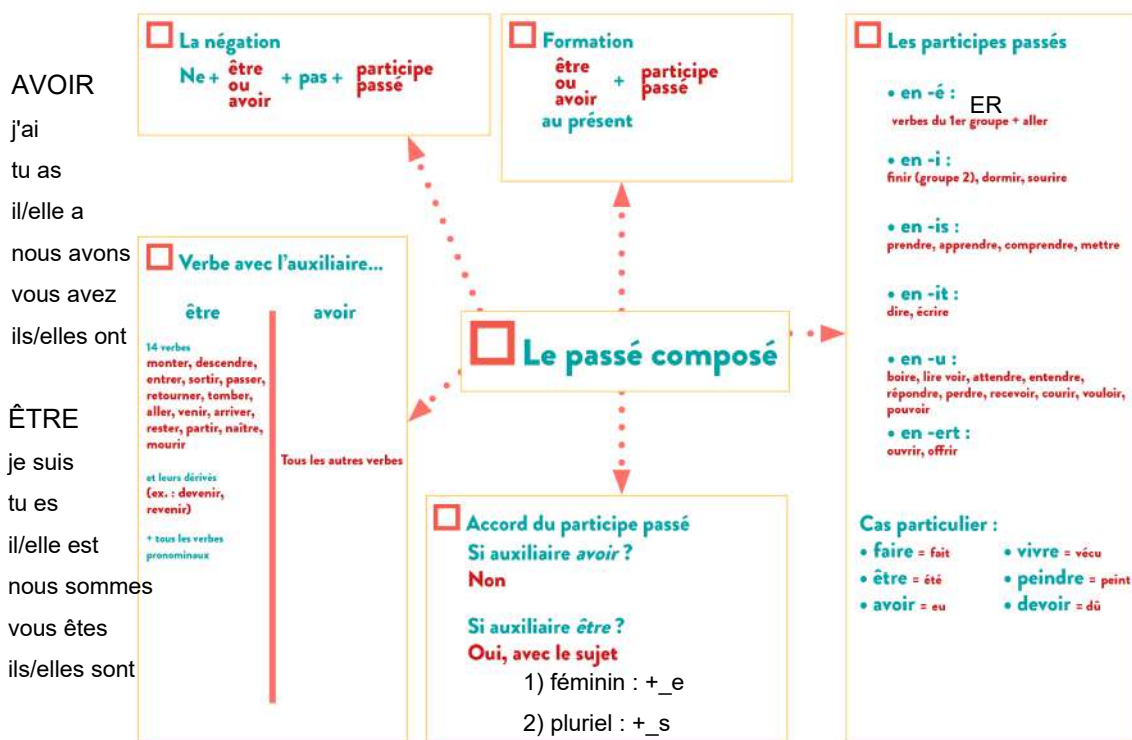 AVOIR
j'ai
tu as
il/elle a
nous avons
vous avez
ils/elles ont
ÊTRE
je suis
tu es
il/elle est
nous sommes
vous êtes
ils/elles sont
La négation
Ne + être ou avoir + pas + participe passé
Formation
être ou avoir + participe passé
au présent
Verbe avec l'auxiliaire...
être
14 verbes
monter, descendre,
entrer, sortir, passer,
retourner, tomber,
aller, venir, arriver,
rester, partir, naître,
mourir
et leurs dérivés
(ex. : devenir,
revenir)
+ tous les verbes
pronominaux
avoir
Tous les autres verbes
Le passé composé
Accord du participe passé
Si auxiliaire avoir ?
Non
Si auxiliaire être ?
Oui, avec le sujet
1) féminin : +_e
2) pluriel : +_s
Les participes passés
• en -é : ER
verbes du 1er groupe + aller
• en -i :
finir (groupe 2), dormir, sourire
• en -is :
prendre, apprendre, comprendre, mettre
• en -it :
dire, écrire
• en -u :
boire, lire voir, attendre, entendre,
répondre, perdre, recevoir, courir, vouloir,
pouvoir
• en -ert :
ouvrir, offrir
Cas particulier :
• faire = fait
• être = été
• avoir = eu
• vivre = vécu
• peindre = peint
• devoir = dû